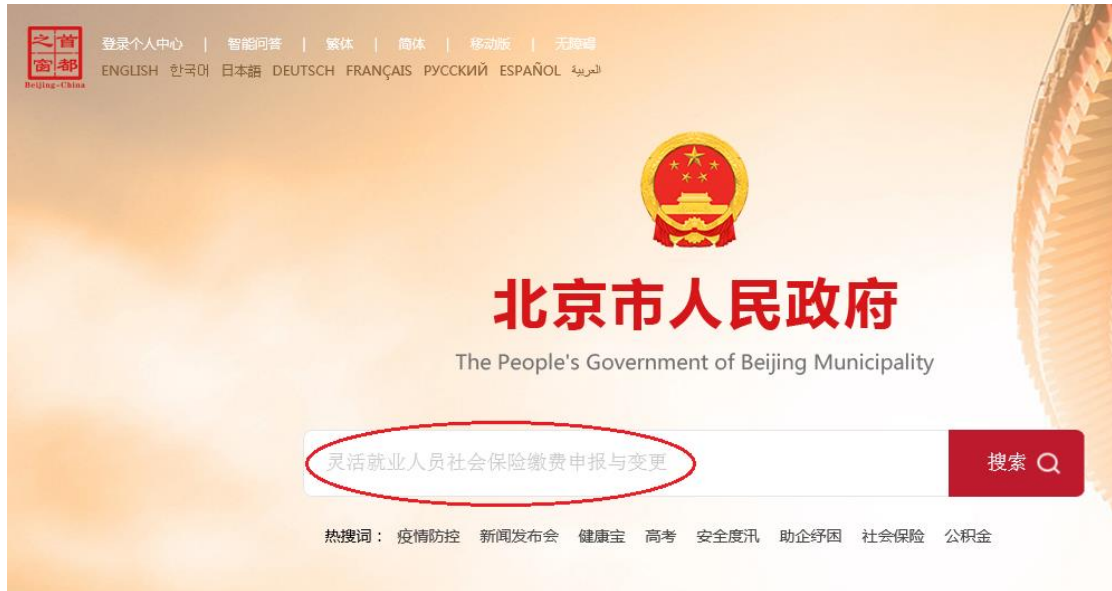 首都之窗
Beijing-China
登录个人中心 | 智能问答 | 繁体 | 简体 | 移动版 | 无障碍
ENGLISH 한국어 日本語 DEUTSCH FRANÇAIS РУССКИЙ ESPAÑOL العربية
北京市人民政府
The People's Government of Beijing Municipality
灵活就业人员社会保险缴费申报与变更
搜索
热搜词： 疫情防控 新闻发布会 健康宝 高考 安全度汛 助企纾困 社会保险 公积金